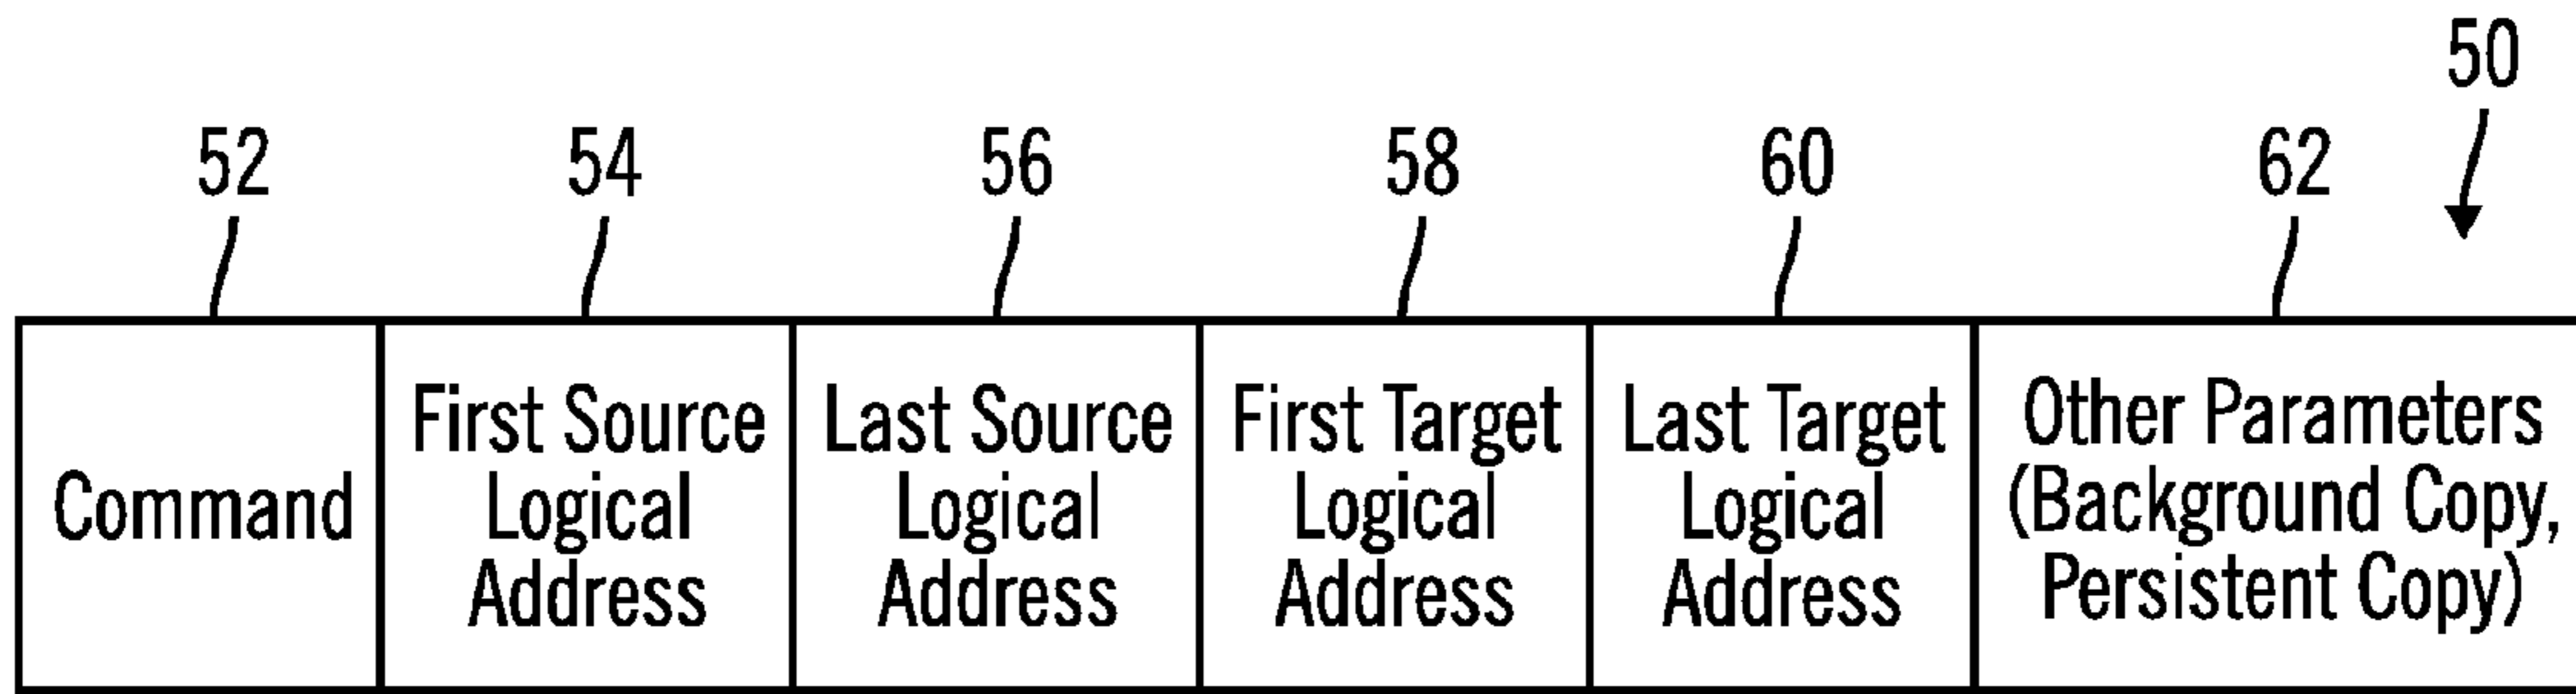 50
52
54
56
58
60
62
Command
First Source
Logical
Address
Last Source
Logical
Address
First Target
Logical
Address
Last Target
Logical
Address
Other Parameters
(Background Copy,
Persistent Copy)